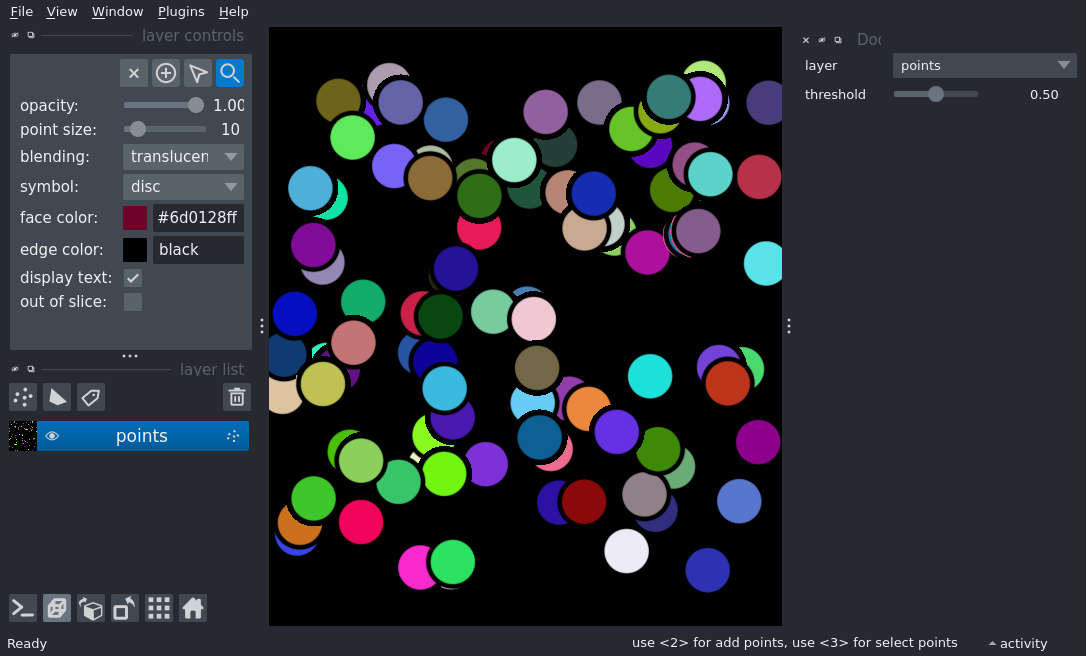 File View Window Plugins Help
layer controls
opacity: 1.00
point size: 10
blending: translucen
symbol: disc
face color: #6d0128ff
edge color: black
display text:
out of slice:
layer list
points
Doc
layer points
threshold 0.50
Ready
use <2> for add points, use <3> for select points
activity